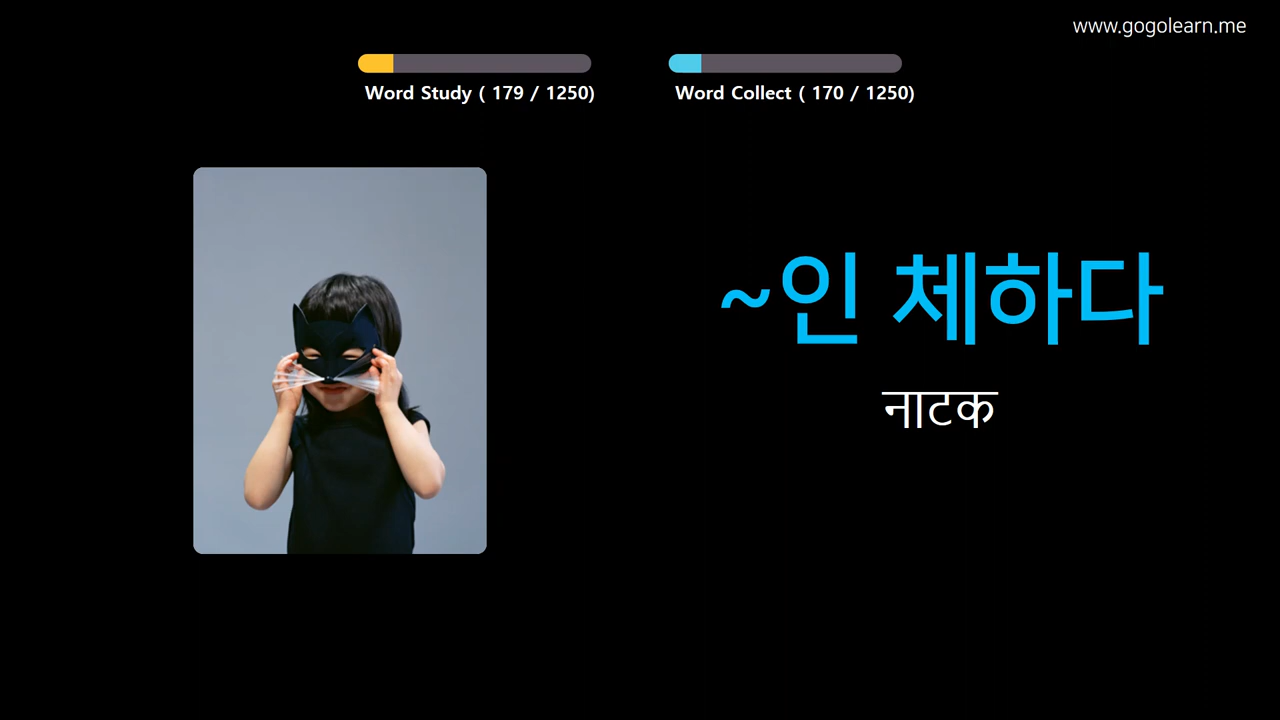 www.gogolearn.me
Word Study ( 179 / 1250)
Word Collect ( 170 / 1250)
~인 체하다
नाटक